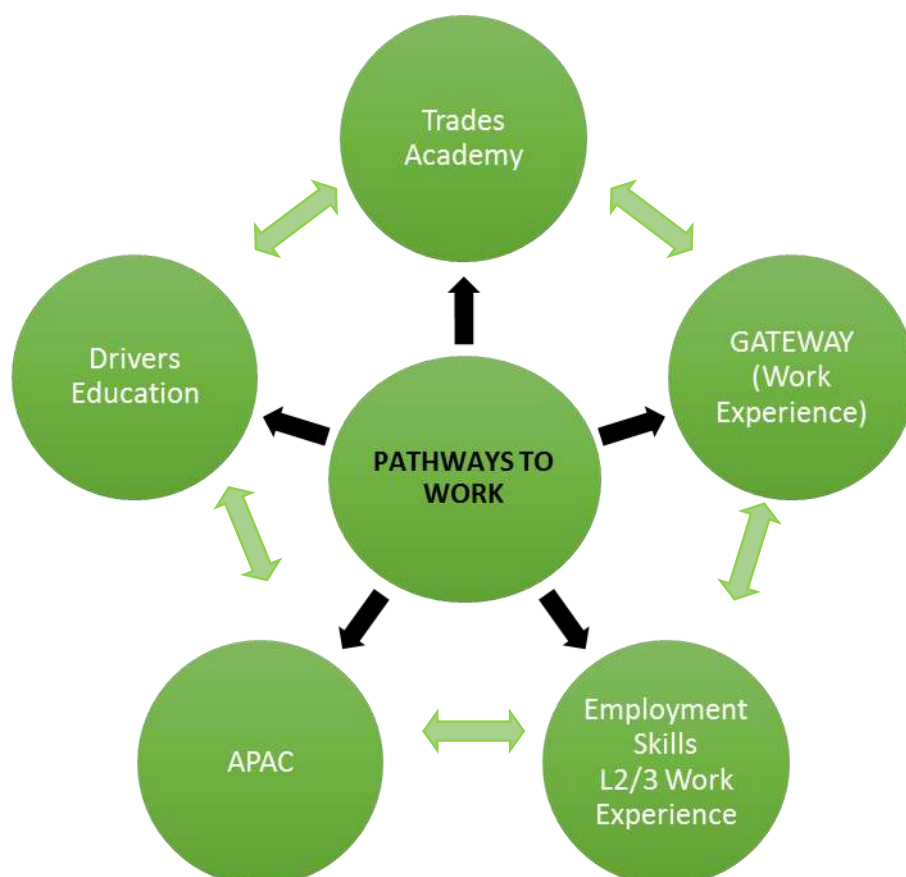 Trades
Academy
Drivers
Education
GATEWAY
(Work
Experience)
PATHWAYS TO
WORK
APAC
Employment
Skills
L2/3 Work
Experience